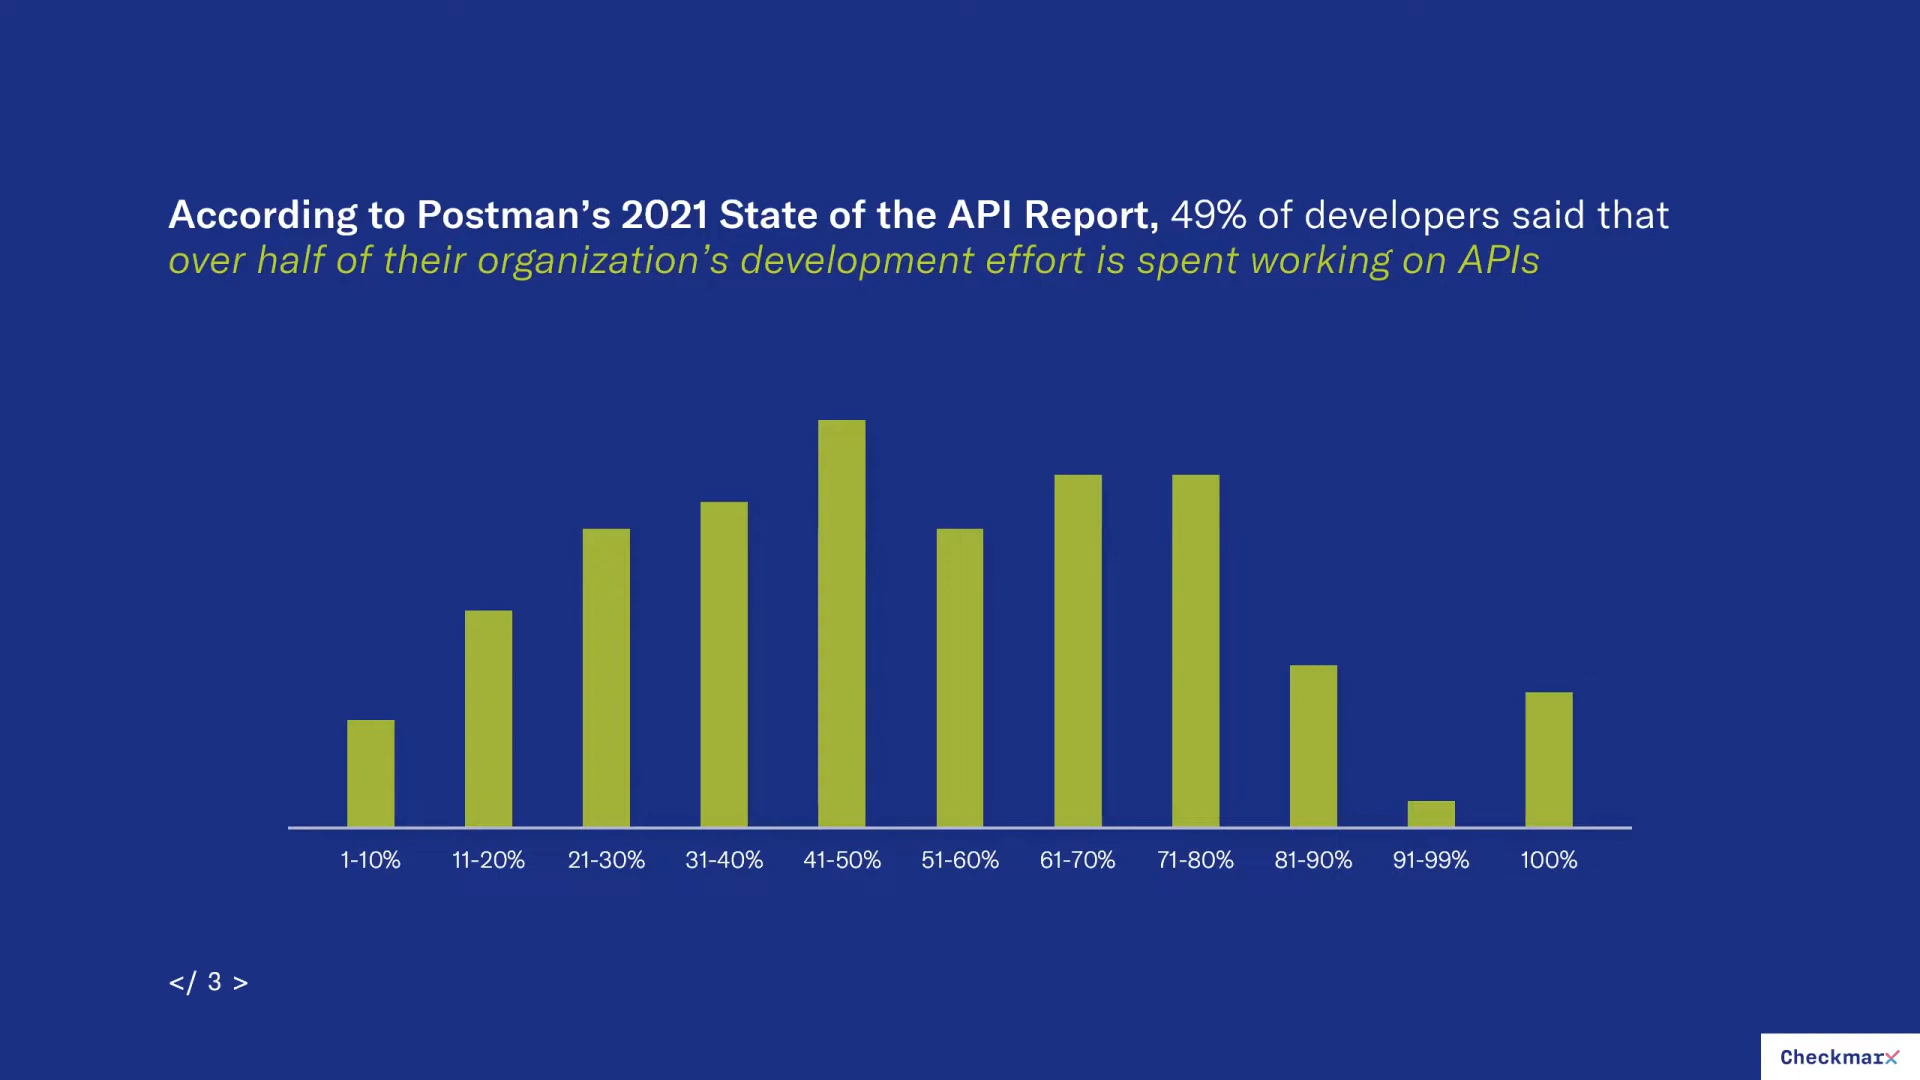 According to Postman’s 2021 State of the API Report, 49% of developers said that
over half of their organization’s development effort is spent working on APIs
1-10% 11-20% 21-30% 31-40% 41-50% 51-60% 61-70% 71-80% 81-90% 91-99% 100%
</ 3 >
Checkmarx